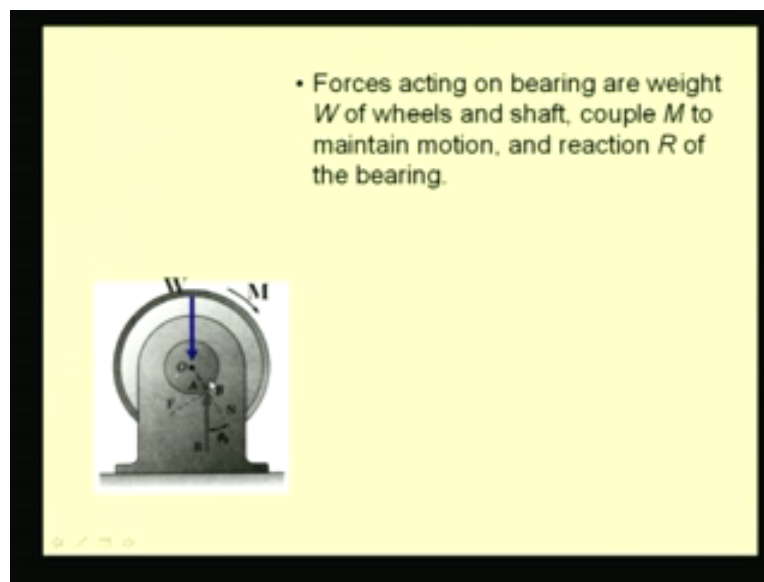 • Forces acting on bearing are weight
W of wheels and shaft, couple M to
maintain motion, and reaction R of
the bearing.
W
M
O
A B
F
N
R